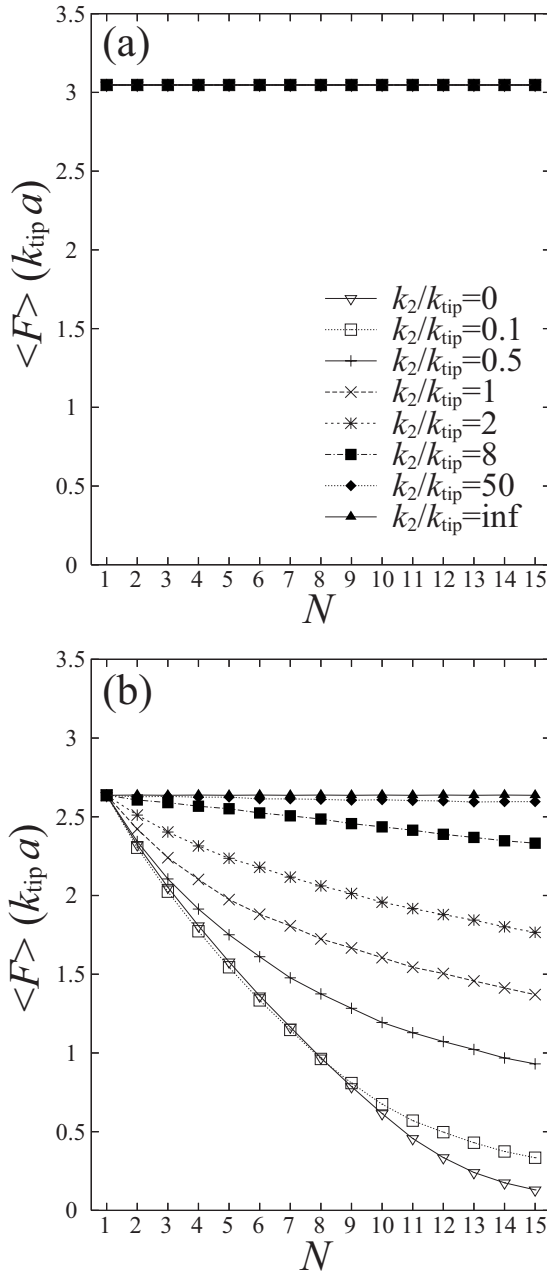 (a)
3.5
3
2.5
2
1.5
1
0.5
0
<F> (k_tip a)
k2/ktip=0
k2/ktip=0.1
k2/ktip=0.5
k2/ktip=1
k2/ktip=2
k2/ktip=8
k2/ktip=50
k2/ktip=inf
1 2 3 4 5 6 7 8 9 10 11 12 13 14 15
N
(b)
3.5
3
2.5
2
1.5
1
0.5
0
<F> (k_tip a)
1 2 3 4 5 6 7 8 9 10 11 12 13 14 15
N